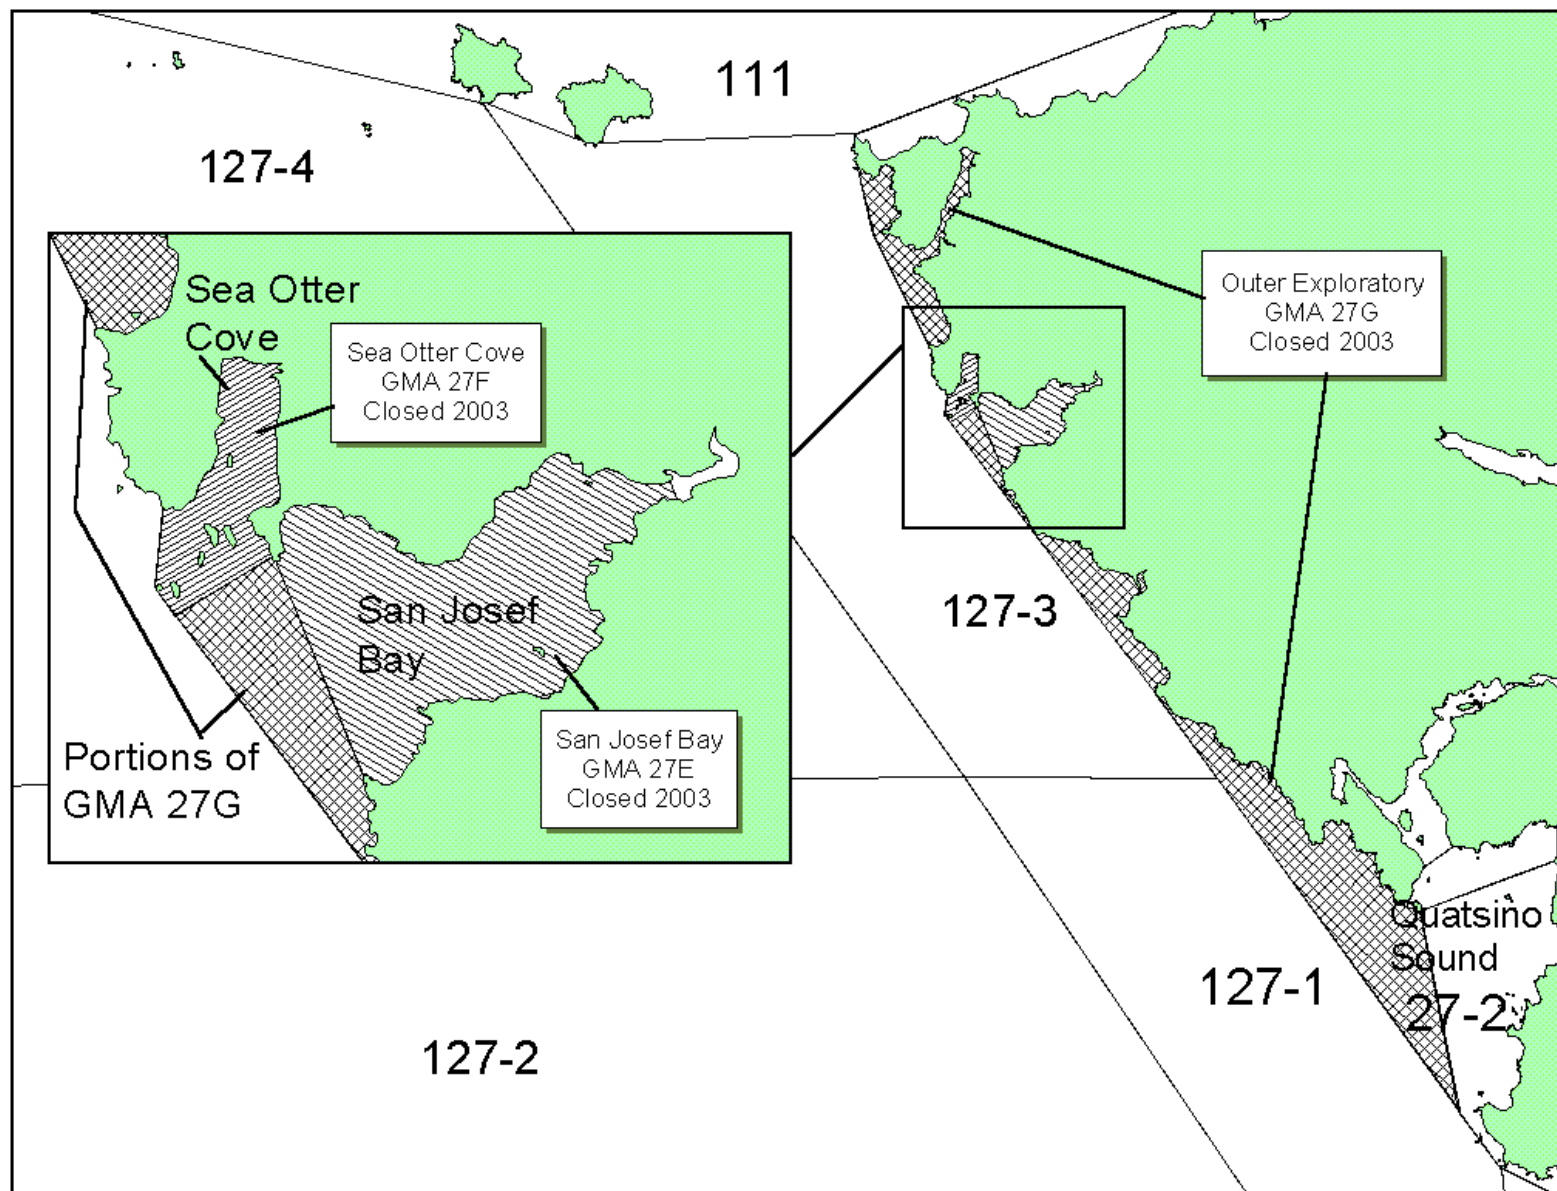 111
127-4
Sea Otter
Cove
Sea Otter Cove
GMA 27F
Closed 2003
Outer Exploratory
GMA 27G
Closed 2003
San Josef
Bay
127-3
San Josef Bay
GMA 27E
Closed 2003
Portions of
GMA 27G
Quatsino
Sound
27-2
127-1
127-2